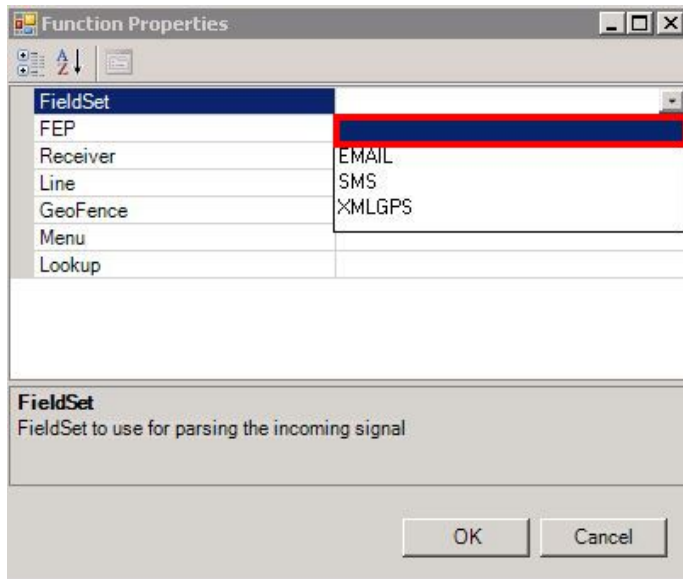 Function Properties
FieldSet
FEP
Receiver
EMAIL
Line
SMS
GeoFence
XMLGPS
Menu
Lookup
FieldSet
FieldSet to use for parsing the incoming signal
OK
Cancel